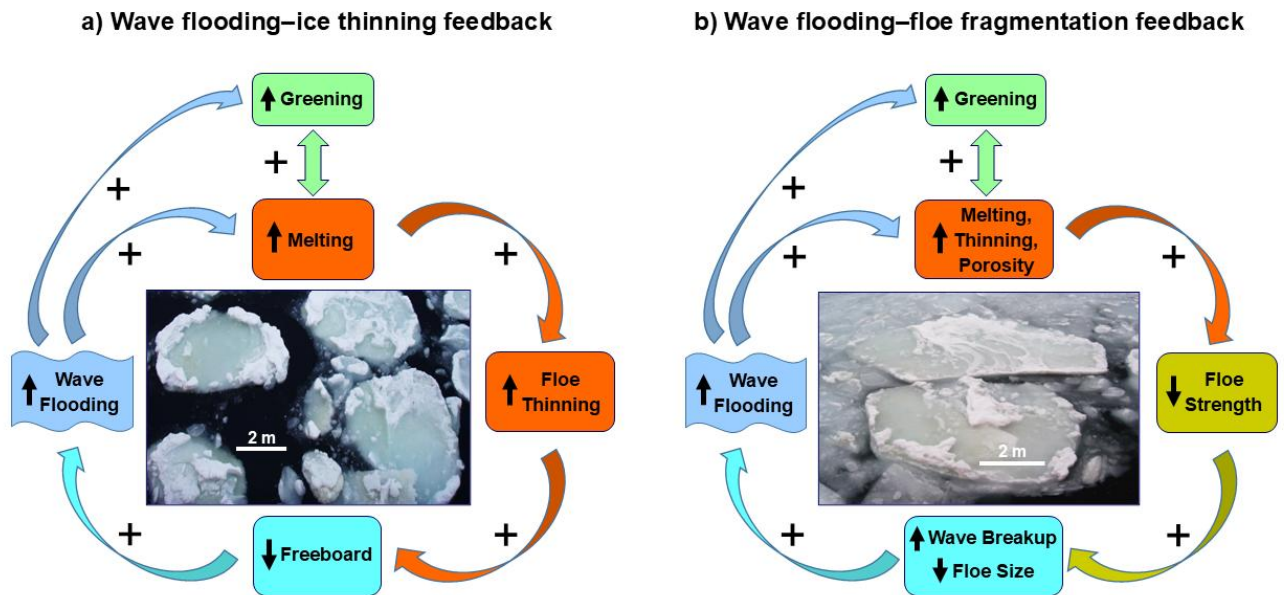 a) Wave flooding–ice thinning feedback
↑ Greening
+
+
↑ Melting
+
+
↑ Wave
Flooding
2 m
↑ Floe
Thinning
+
+
↓ Freeboard
b) Wave flooding–floe fragmentation feedback
↑ Greening
+
+
↑ Melting,
Thinning,
Porosity
+
+
↑ Wave
Flooding
2 m
↓ Floe
Strength
+
+
↑ Wave Breakup
↓ Floe Size